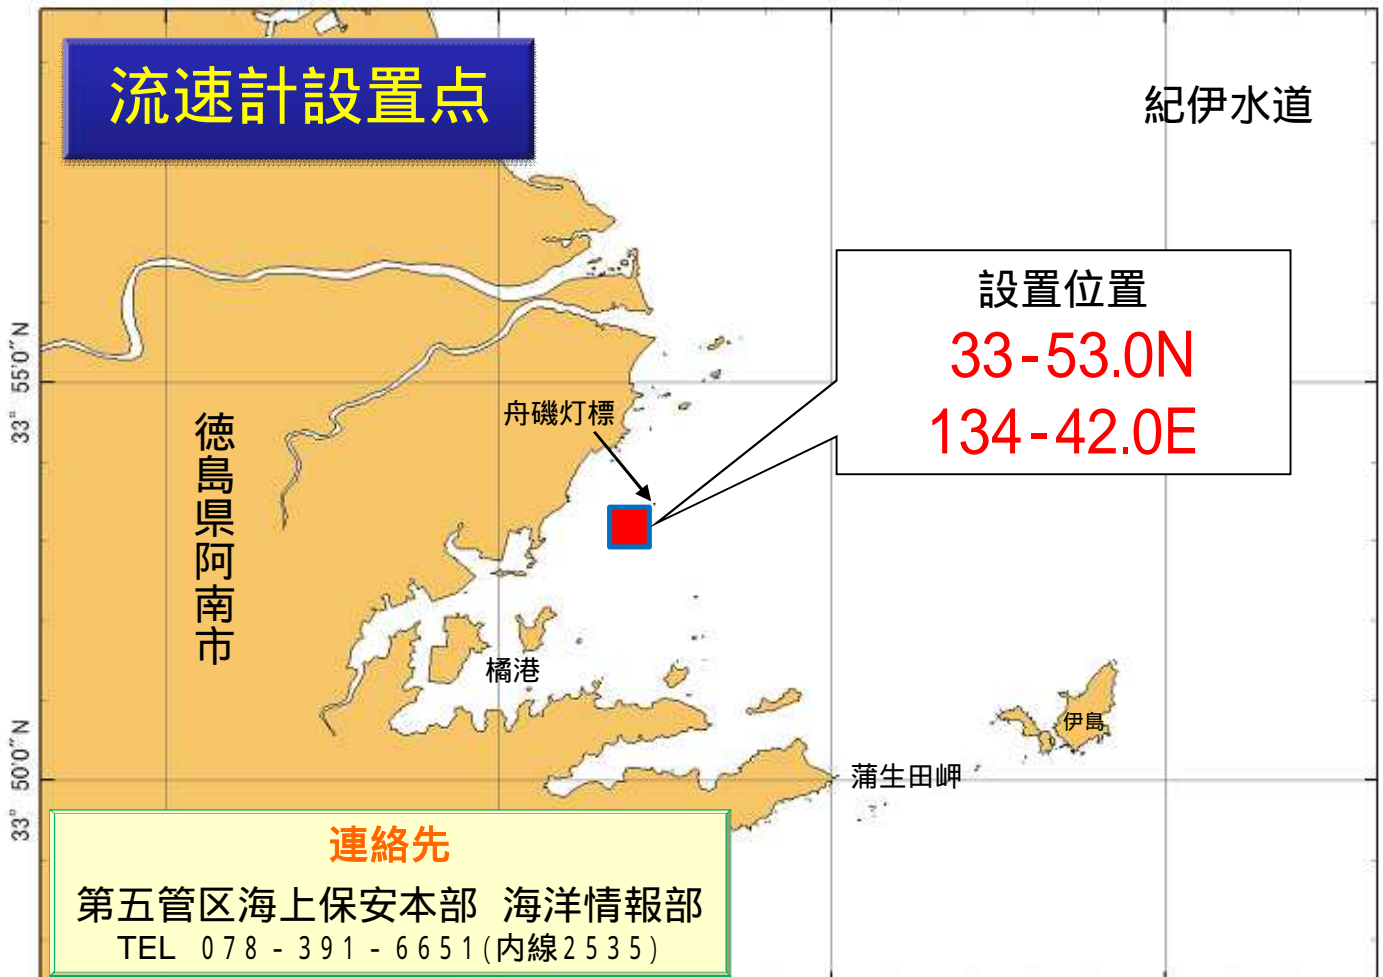 流速計設置点
紀伊水道
設置位置
33-53.0N
134-42.0E
33° 55'0" N
舟磯灯標
徳島県阿南市
橘港
伊島
33° 50'0" N
蒲生田岬
連絡先
第五管区海上保安本部 海洋情報部
TEL 078-391-6651(内線2535)